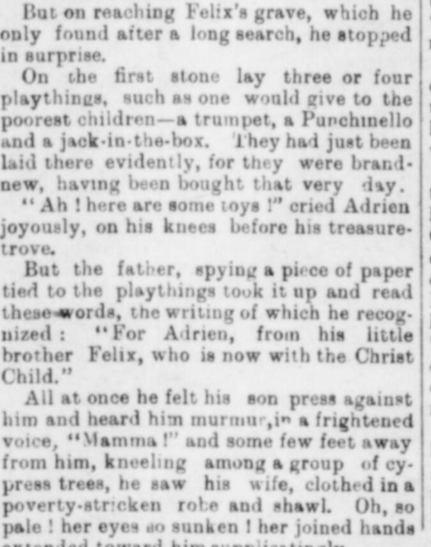 But on reaching Felix's grave, which he
only found after a long search, he stopped
in surprise.
On the first stone lay three or four
playthings, such as one would give to the
poorest children—a trumpet, a Punchinello
and a jack-in-the-box. They had just been
laid there evidently, for they were brand-
new, having been bought that very day.
"Ah ! here are some toys !" cried Adrien
joyously, on his knees before his treasure-
trove.
But the father, spying a piece of paper
tied to the playthings took it up and read
these words, the writing of which he recog-
nized : "For Adrien, from his little
brother Felix, who is now with the Christ
Child."
All at once he felt his son press against
him and heard him murmur, in a frightened
voice, "Mamma !" and some few feet away
from him, kneeling among a group of cy-
press trees, he saw his wife, clothed in a
poverty-stricken robe and shawl. Oh, so
pale ! her eyes so sunken ! her joined hands
extended toward him supplicatingly